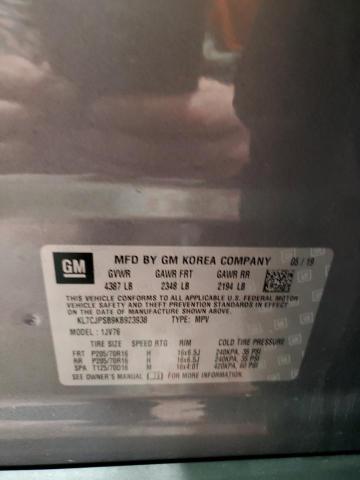 GM MFD BY GM KOREA COMPANY 05 / 19
GVWR GAWR FRT GAWR RR
4387 LB 2348 LB 2194 LB
THIS VEHICLE CONFORMS TO ALL APPLICABLE U.S. FEDERAL MOTOR
VEHICLE SAFETY AND THEFT PREVENTION STANDARDS IN EFFECT ON
THE DATE OF MANUFACTURE SHOWN ABOVE.
KL7CJPSB9KB923938 TYPE: MPV
MODEL: 1JV76
TIRE SIZE SPEED RTG RIM COLD TIRE PRESSURE
FRT P205/70R16 H 16x6.5J 240KPA, 35 PSI
RR P205/70R16 H 16x6.5J 240KPA, 35 PSI
SPA T125/70D16 M 16x4.0T 420KPA, 60 PSI
SEE OWNER'S MANUAL FOR MORE INFORMATION.